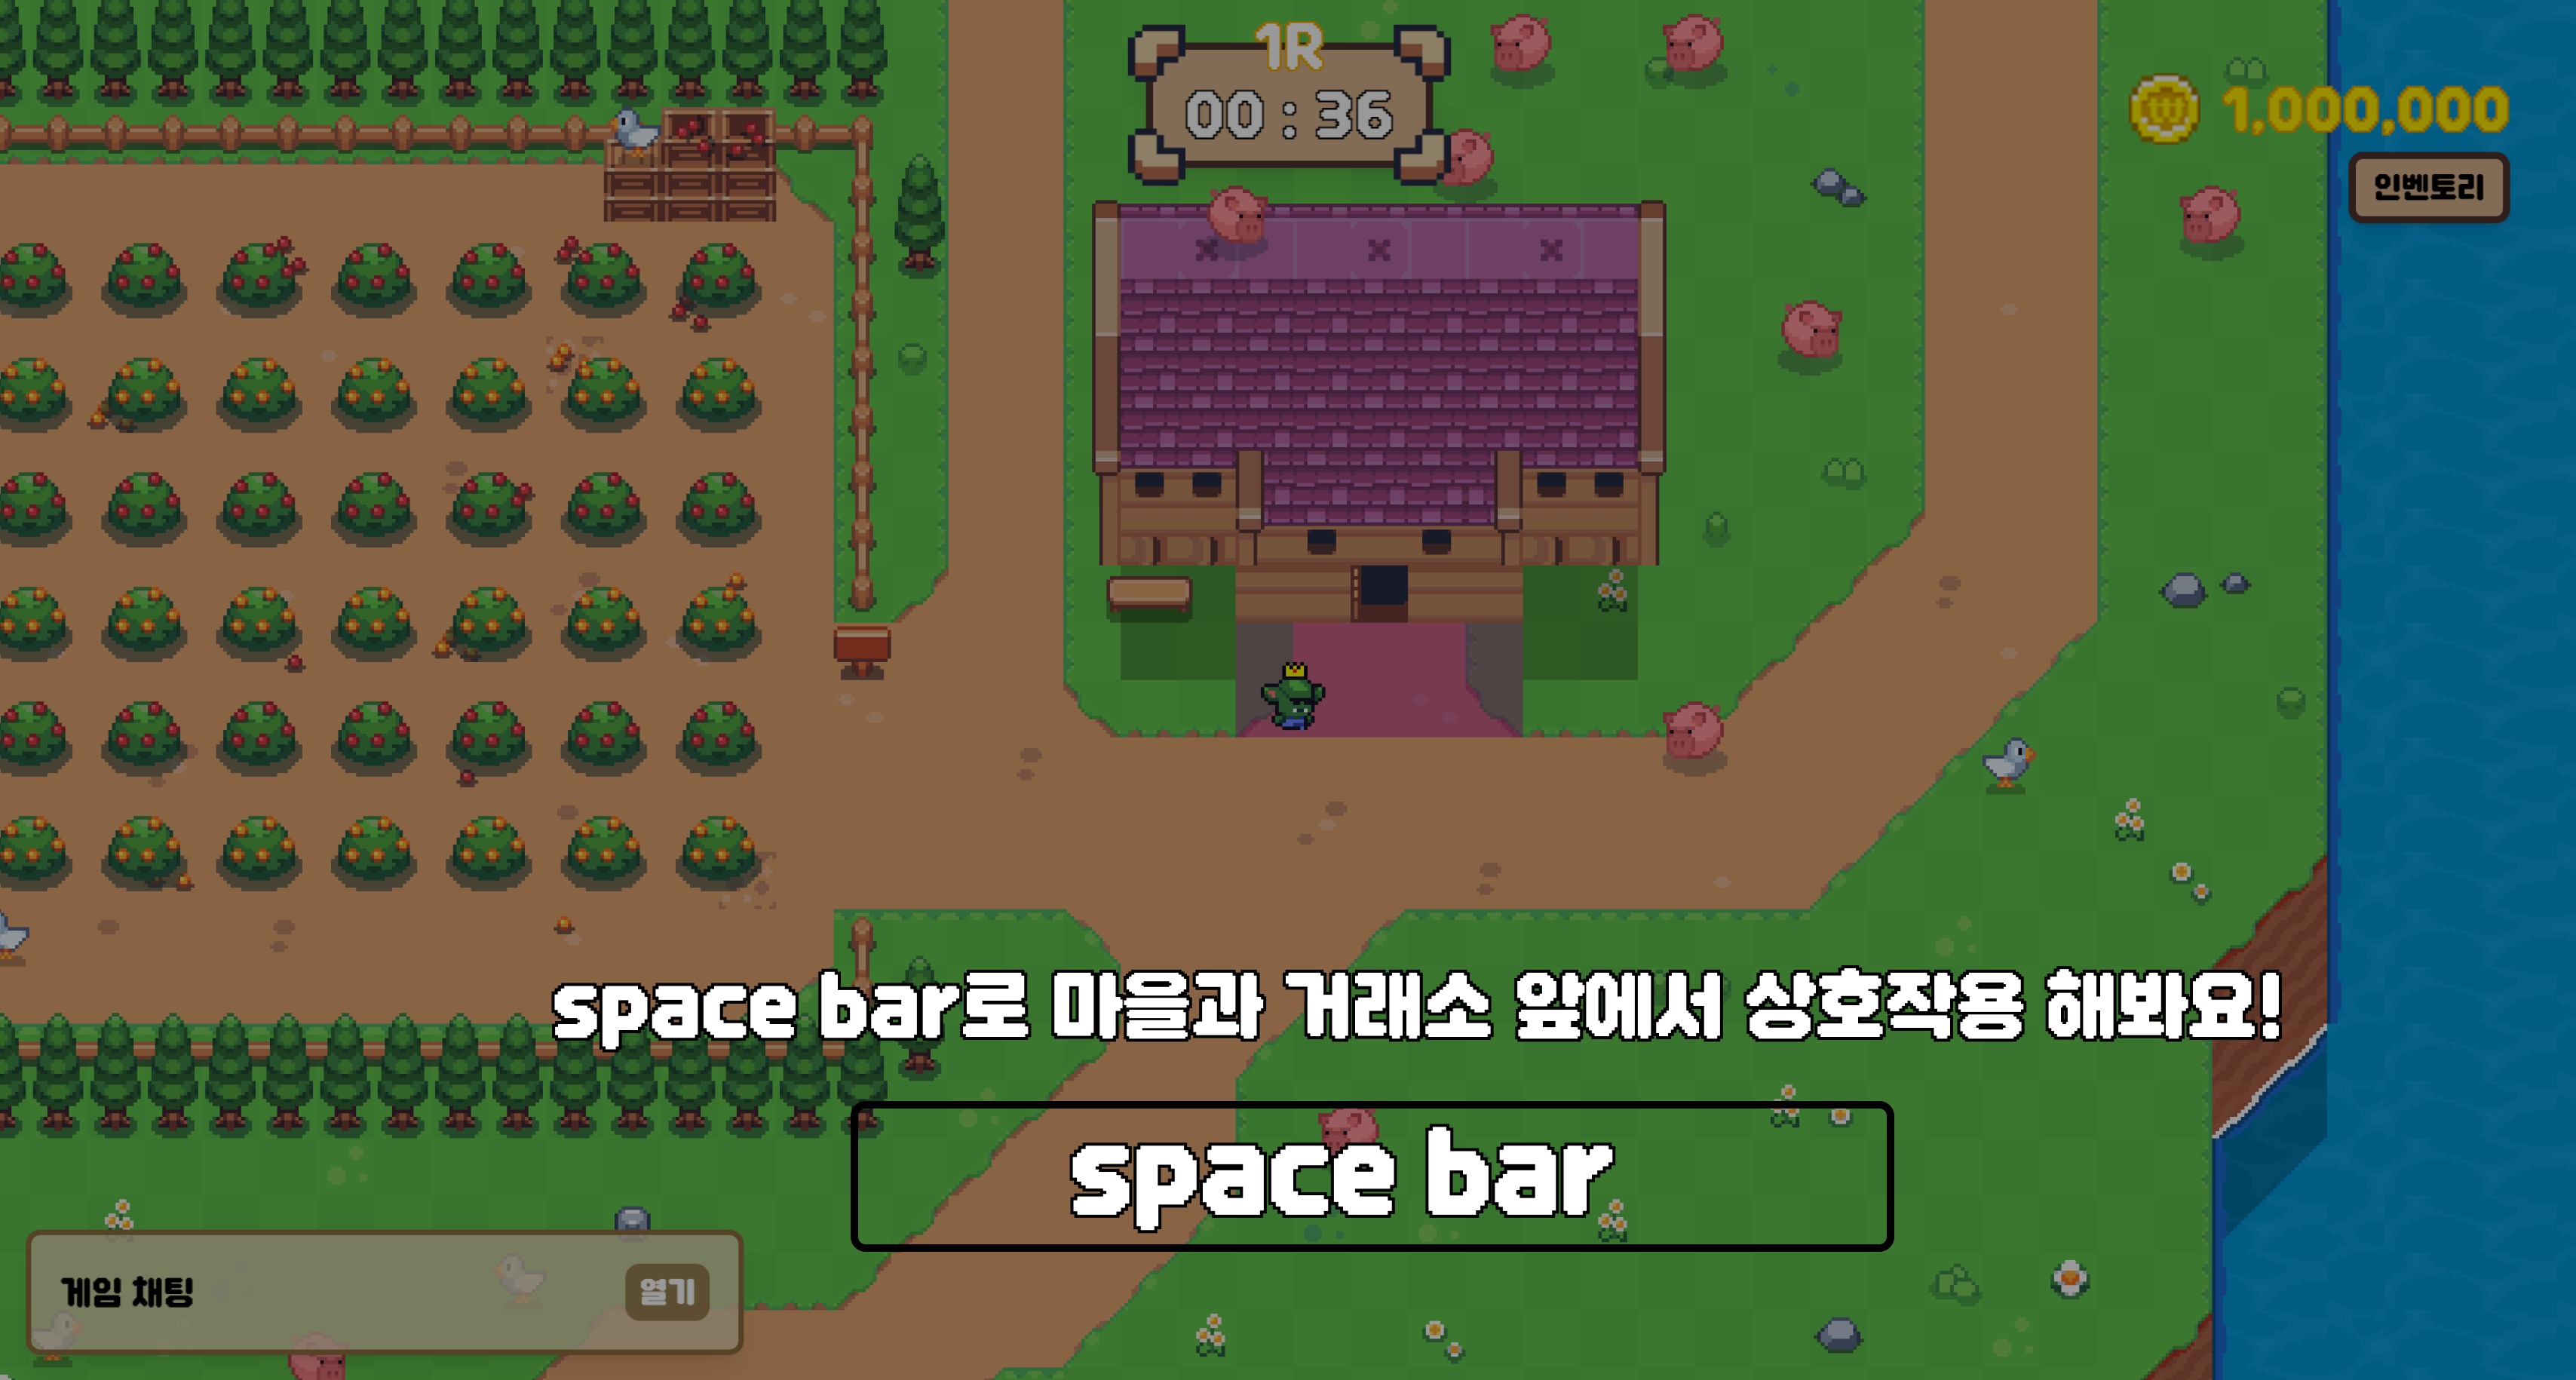 1R
00 : 36
1,000,000
인벤토리
space bar로 마을과 거래소 앞에서 상호작용 해봐요!
space bar
게임 채팅
열기